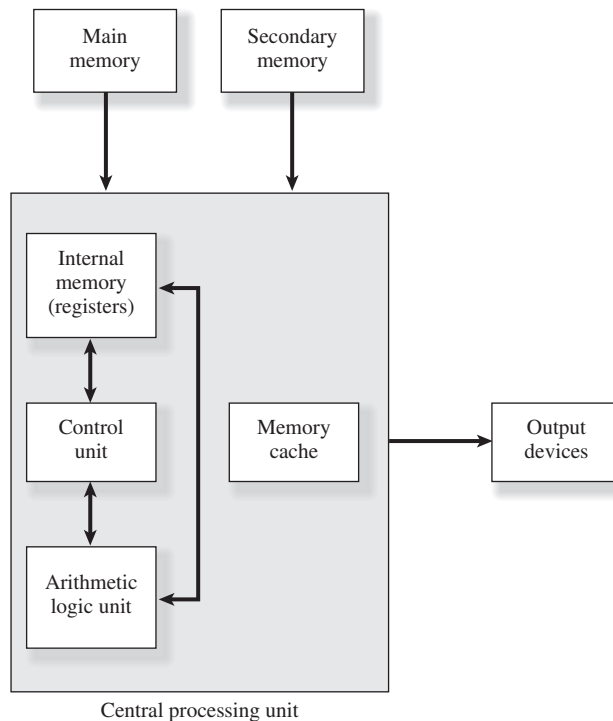 Main
memory
Secondary
memory
Internal
memory
(registers)
Control
unit
Memory
cache
Output
devices
Arithmetic
logic unit
Central processing unit